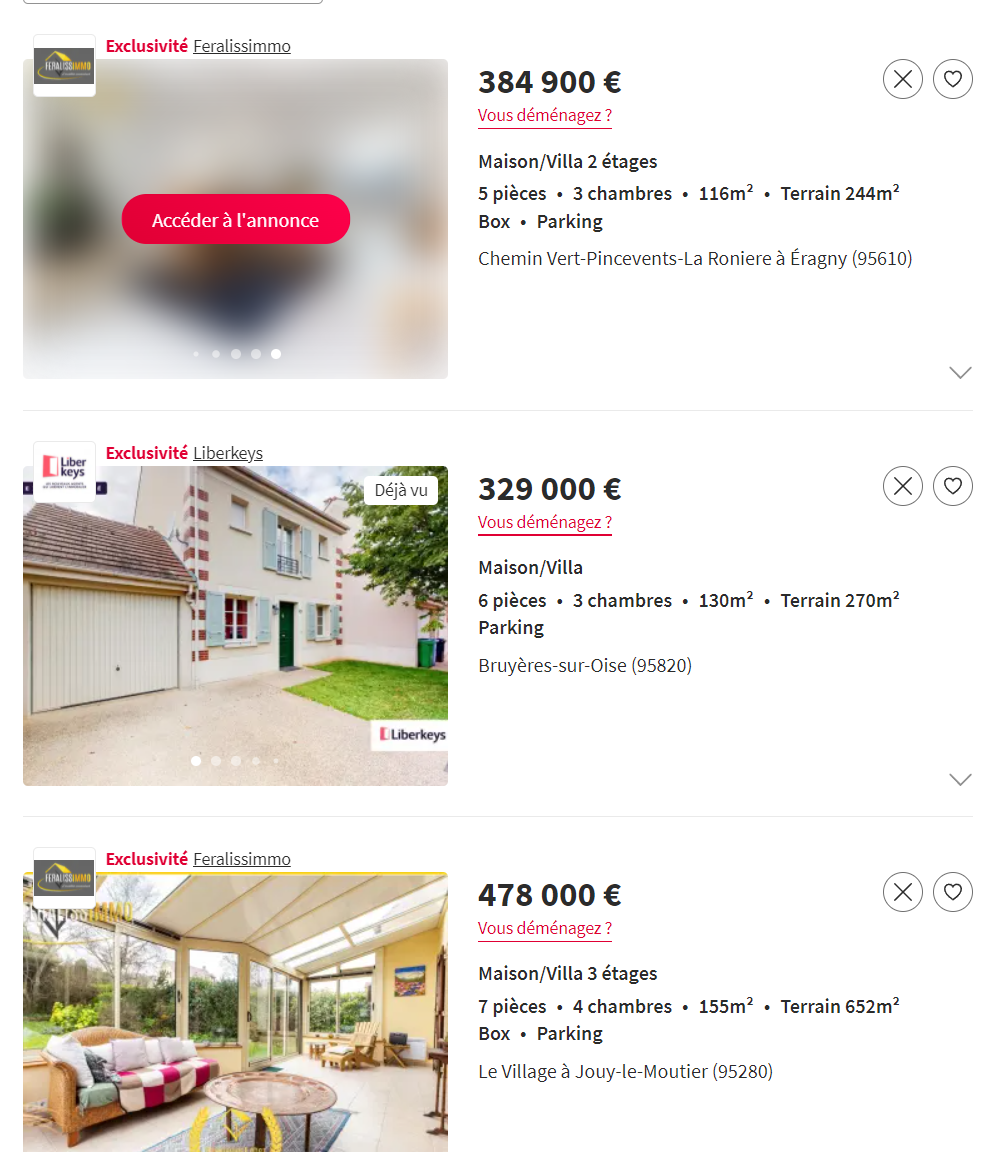 Exclusivité Feralissimmo
FERALISSIMMO
384 900 €
Vous déménagez ?
Maison/Villa 2 étages
5 pièces • 3 chambres • 116m² • Terrain 244m²
Box • Parking
Chemin Vert-Pincevents-La Roniere à Éragny (95610)
Accéder à l'annonce
Exclusivité Liberkeys
Liber
keys
Déjà vu
329 000 €
Vous déménagez ?
Maison/Villa
6 pièces • 3 chambres • 130m² • Terrain 270m²
Parking
Bruyères-sur-Oise (95820)
Liberkeys
Exclusivité Feralissimmo
FERALISSIMMO
478 000 €
Vous déménagez ?
Maison/Villa 3 étages
7 pièces • 4 chambres • 155m² • Terrain 652m²
Box • Parking
Le Village à Jouy-le-Moutier (95280)